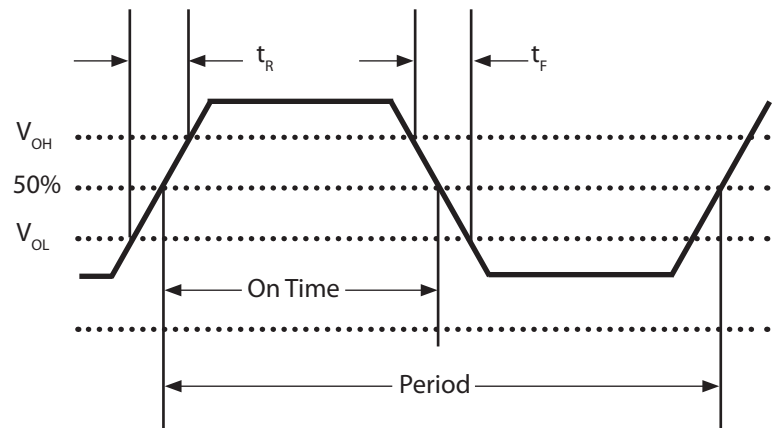 t_R
t_F
V_OH
50%
V_OL
On Time
Period